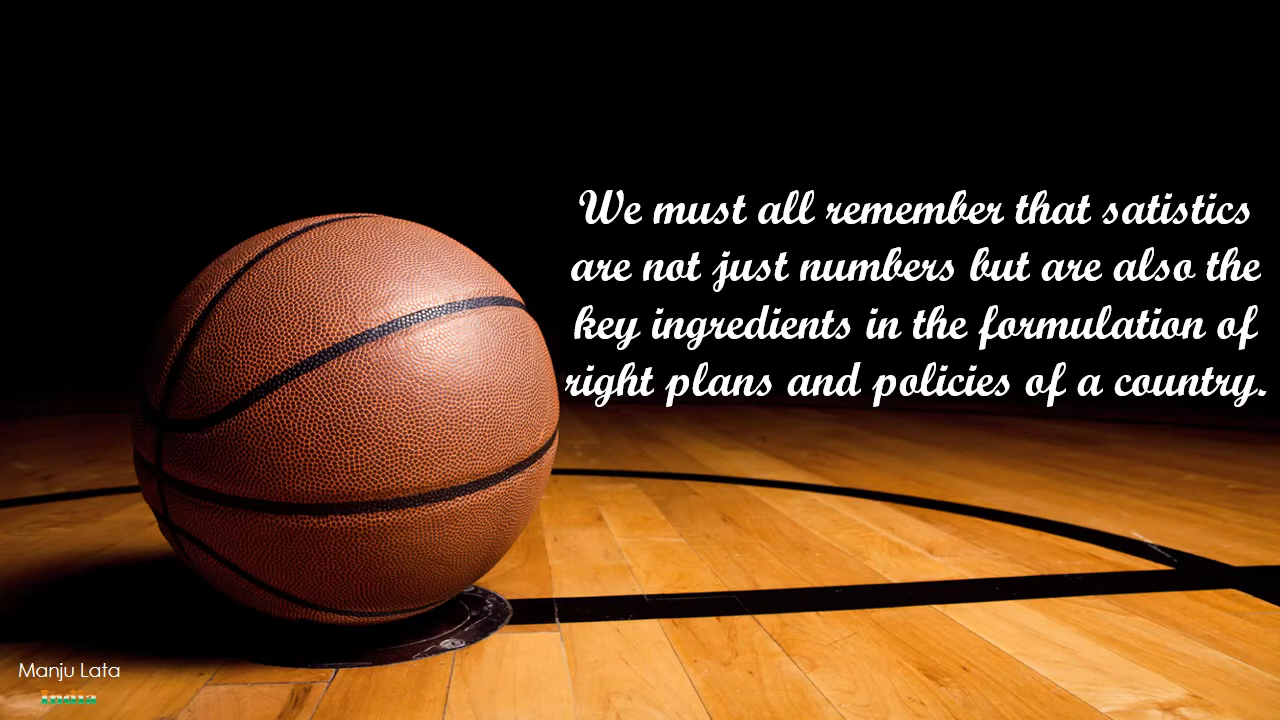 We must all remember that satistics
are not just numbers but are also the
key ingredients in the formulation of
right plans and policies of a country.
Manju Lata
India